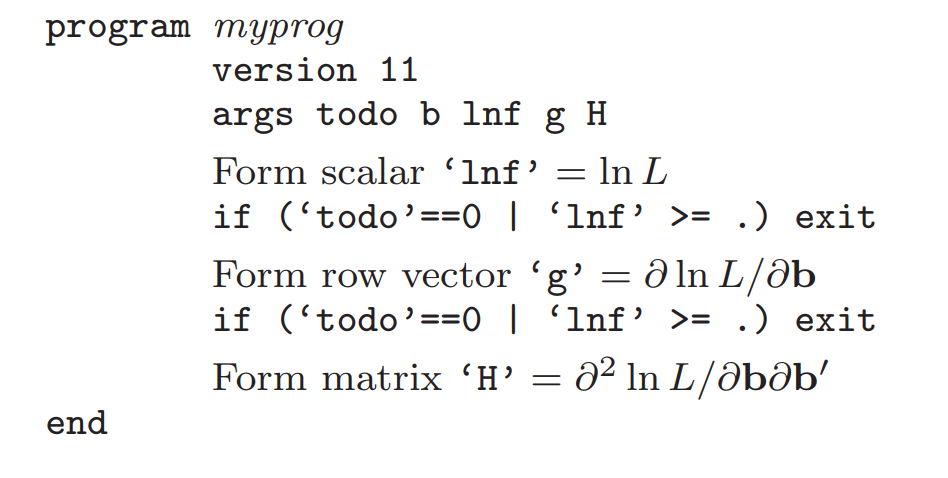 program myprog
version 11
args todo b lnf g H
Form scalar ‘lnf’ = ln L
if (‘todo’==0 | ‘lnf’ >= .) exit
Form row vector ‘g’ = ∂ ln L/∂b
if (‘todo’==0 | ‘lnf’ >= .) exit
Form matrix ‘H’ = ∂² ln L/∂b∂b′
end